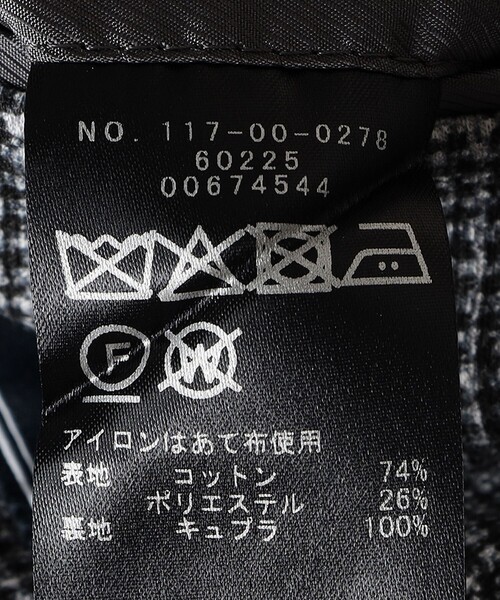 NO. 117-00-0278
60225
00674544
F W
アイロンはあて布使用
表地 コットン 74%
ポリエステル 26%
裏地 キュプラ 100%